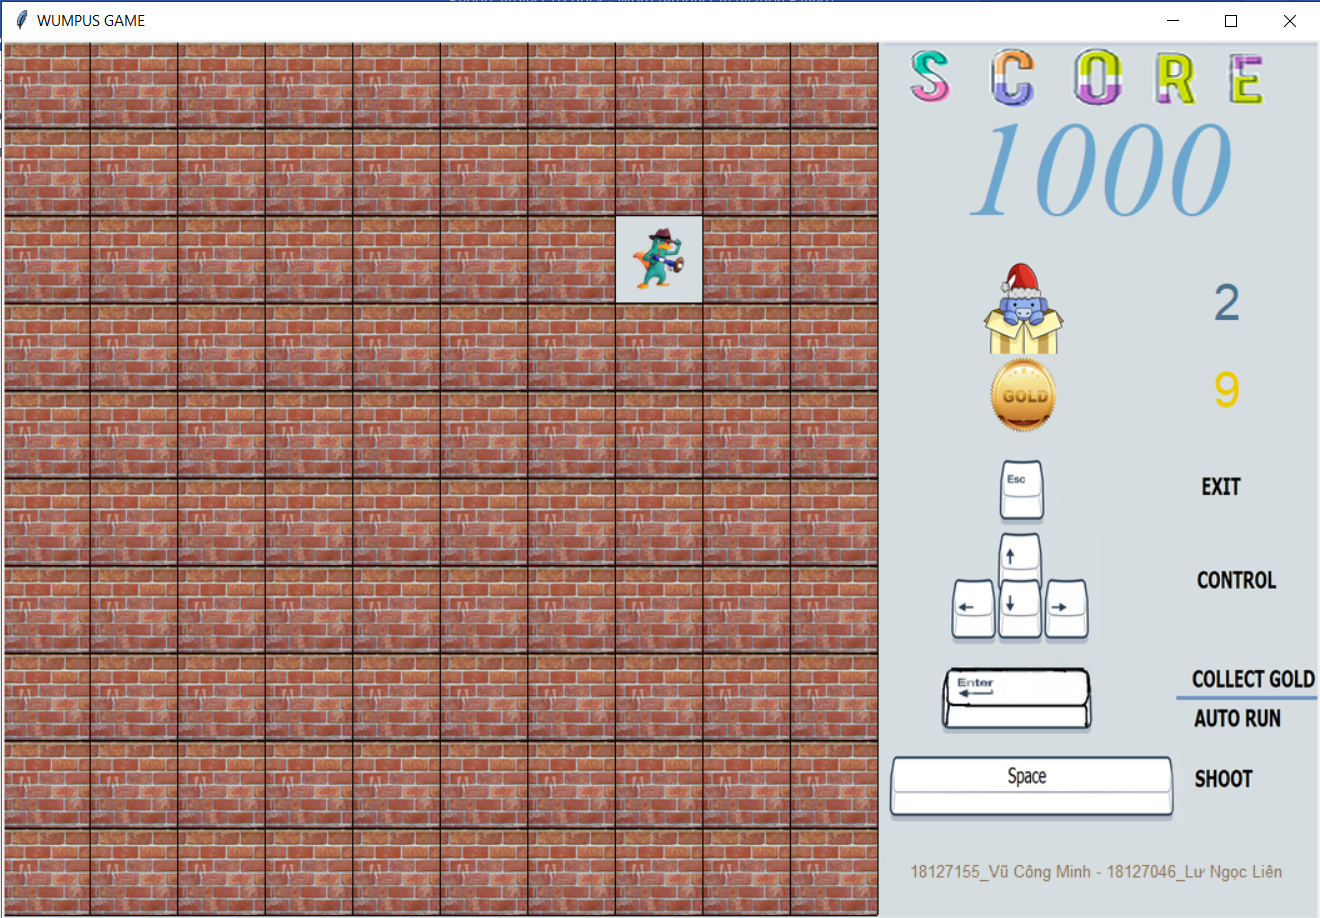 WUMPUS GAME
SCORE
1000
2
GOLD
9
Esc
EXIT
CONTROL
Enter
COLLECT GOLD
AUTO RUN
Space
SHOOT
18127155_Vũ Công Minh - 18127046_Lư Ngọc Liên